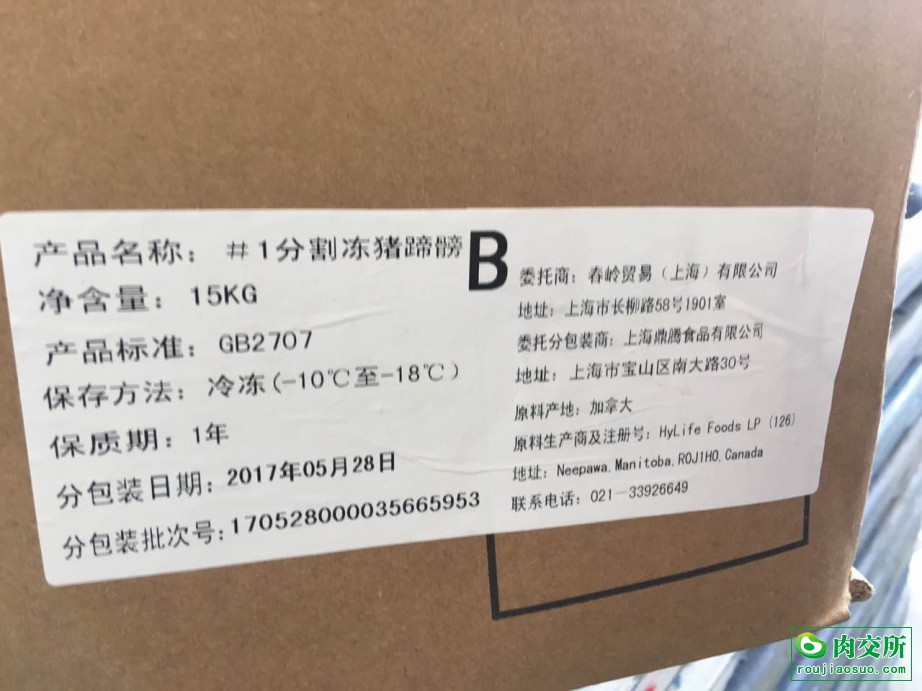 产品名称：#1分割冻猪蹄髈
净含量：15KG
产品标准：GB2707
保存方法：冷冻(-10℃至-18℃)
保质期：1年
分包装日期：2017年05月28日
分包装批次号：170528000035665953
B
委托商：春岭贸易（上海）有限公司
地址：上海市长柳路58号1901室
委托分包装商：上海鼎腾食品有限公司
地址：上海市宝山区南大路30号
原料产地：加拿大
原料生产商及注册号：HyLife Foods LP (126)
地址：Neepawa.Manitoba.ROJ1HO.Canada
联系电话：021-33926649
肉交所
roujiaosuo.com